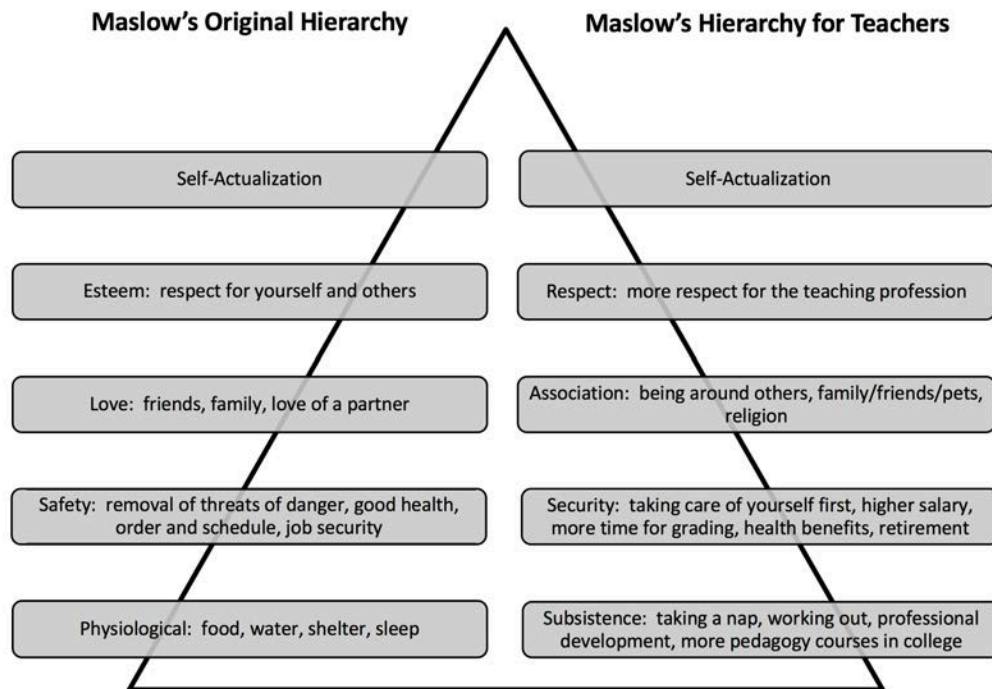 Maslow's Original Hierarchy
Maslow's Hierarchy for Teachers
Self-Actualization
Self-Actualization
Esteem: respect for yourself and others
Respect: more respect for the teaching profession
Love: friends, family, love of a partner
Association: being around others, family/friends/pets,
religion
Safety: removal of threats of danger, good health,
order and schedule, job security
Security: taking care of yourself first, higher salary,
more time for grading, health benefits, retirement
Physiological: food, water, shelter, sleep
Subsistence: taking a nap, working out, professional
development, more pedagogy courses in college